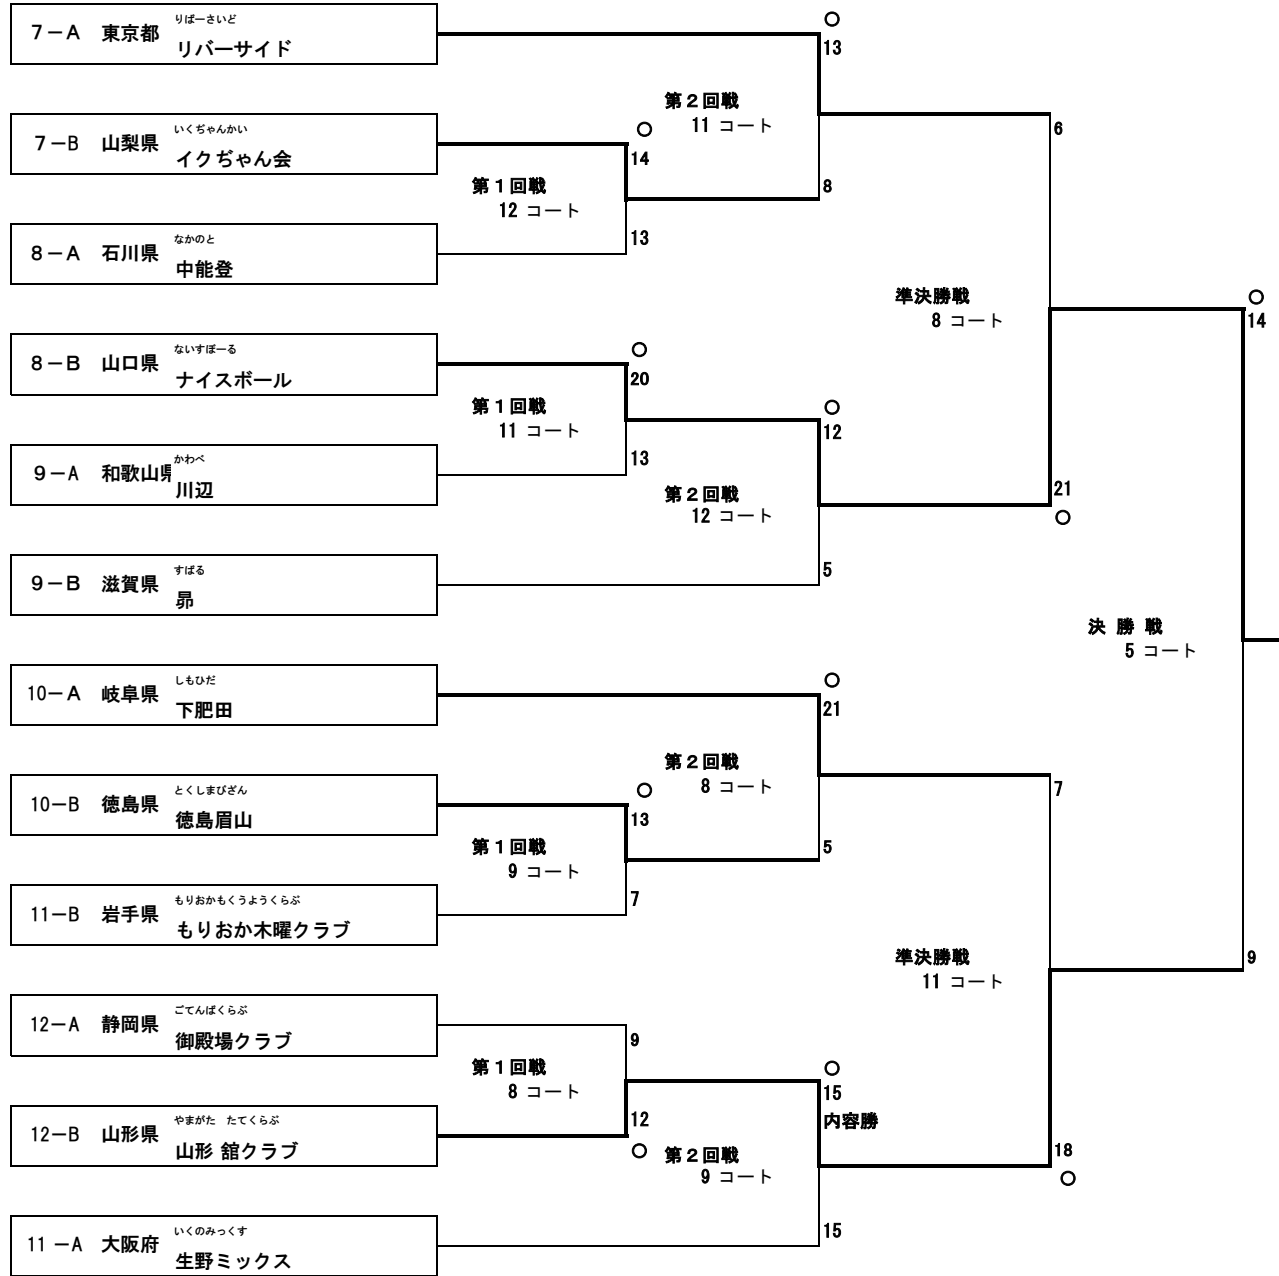 りばーさいど
7－A 東京都 リバーサイド
○
13
第２回戦
11 コート
いくぢゃんかい
7－B 山梨県 イクぢゃん会
○
14
6
第１回戦
12 コート
8
なかのと
8－A 石川県 中能登
13
準決勝戦
8 コート
○
14
ないすぼーる
8－B 山口県 ナイスボール
○
20
第１回戦
11 コート
○
12
かわべ
9－A 和歌山県 川辺
13
第２回戦
12 コート
21
○
すばる
9－B 滋賀県 昴
5
決 勝 戦
5 コート
しもひだ
10－A 岐阜県 下肥田
○
21
第２回戦
8 コート
とくしまびざん
10－B 徳島県 徳島眉山
○
13
7
第１回戦
9 コート
5
もりおかもくうようくらぶ
11－B 岩手県 もりおか木曜クラブ
7
準決勝戦
11 コート
9
ごてんばくらぶ
12－A 静岡県 御殿場クラブ
9
第１回戦
8 コート
○
15
内容勝
やまがた たてくらぶ
12－B 山形県 山形 舘クラブ
12
○
第２回戦
9 コート
18
○
いくのみっくす
11 －A 大阪府 生野ミックス
15